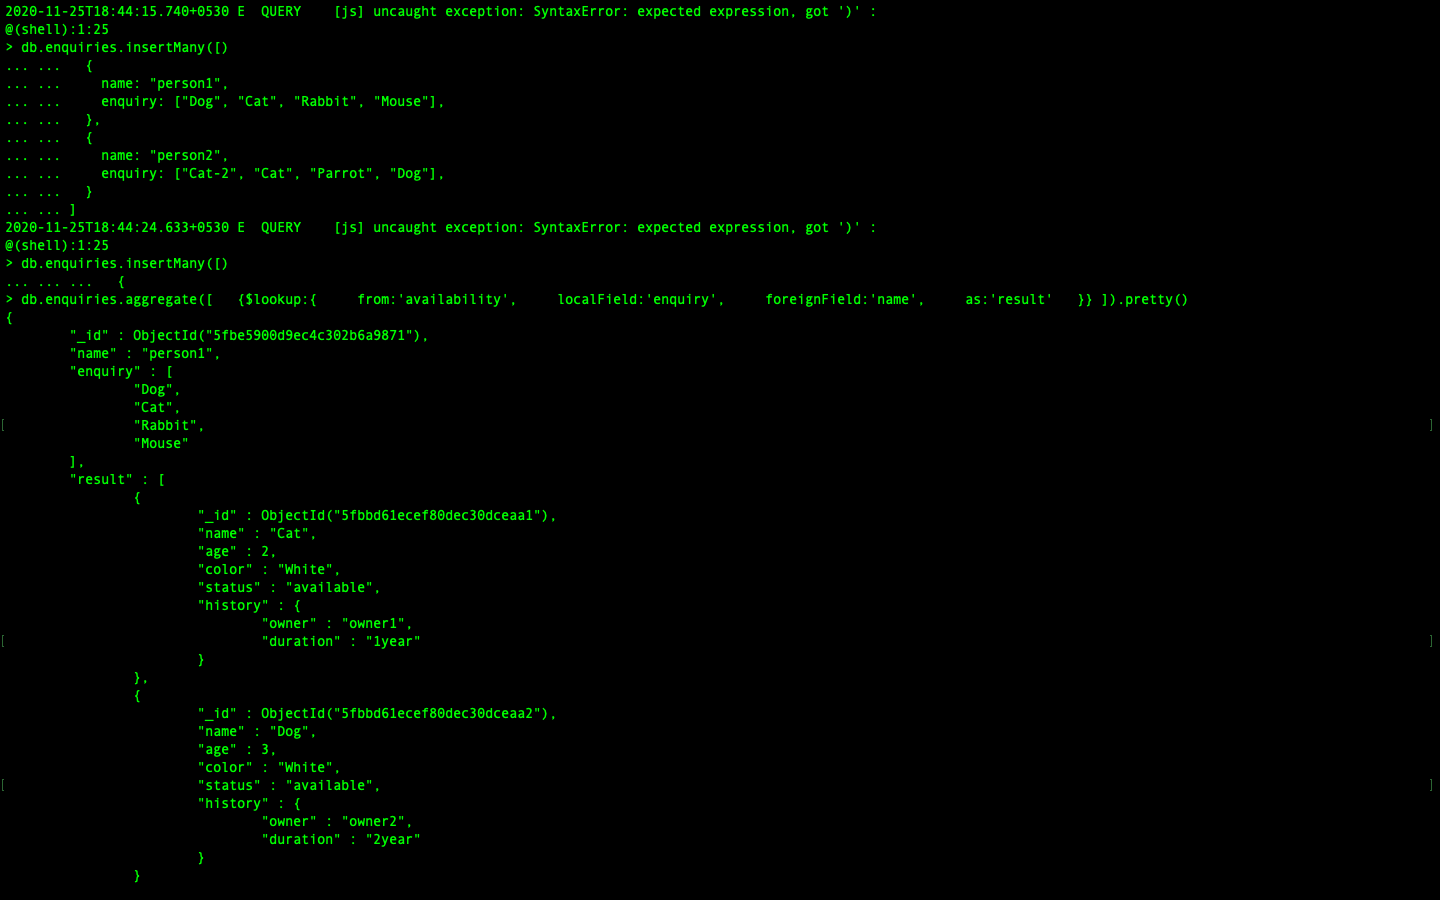 2020-11-25T18:44:15.740+0530 E  QUERY    [js] uncaught exception: SyntaxError: expected expression, got ')' :
@(shell):1:25
> db.enquiries.insertMany([)
... ...   {
... ...     name: "person1",
... ...     enquiry: ["Dog", "Cat", "Rabbit", "Mouse"],
... ...   },
... ...   {
... ...     name: "person2",
... ...     enquiry: ["Cat-2", "Cat", "Parrot", "Dog"],
... ...   }
... ... ]
2020-11-25T18:44:24.633+0530 E  QUERY    [js] uncaught exception: SyntaxError: expected expression, got ')' :
@(shell):1:25
> db.enquiries.insertMany([)
... ... ...   {
> db.enquiries.aggregate([   {$lookup:{     from:'availability',     localField:'enquiry',     foreignField:'name',     as:'result'   }} ]).pretty()
{
        "_id" : ObjectId("5fbe5900d9ec4c302b6a9871"),
        "name" : "person1",
        "enquiry" : [
                "Dog",
                "Cat",
[                "Rabbit", ]
                "Mouse"
        ],
        "result" : [
                {
                        "_id" : ObjectId("5fbbd61ecef80dec30dceaa1"),
                        "name" : "Cat",
                        "age" : 2,
                        "color" : "White",
                        "status" : "available",
                        "history" : {
                                "owner" : "owner1",
[                                "duration" : "1year" ]
                        }
                },
                {
                        "_id" : ObjectId("5fbbd61ecef80dec30dceaa2"),
                        "name" : "Dog",
                        "age" : 3,
                        "color" : "White",
[                        "status" : "available", ]
                        "history" : {
                                "owner" : "owner2",
                                "duration" : "2year"
                        }
                }